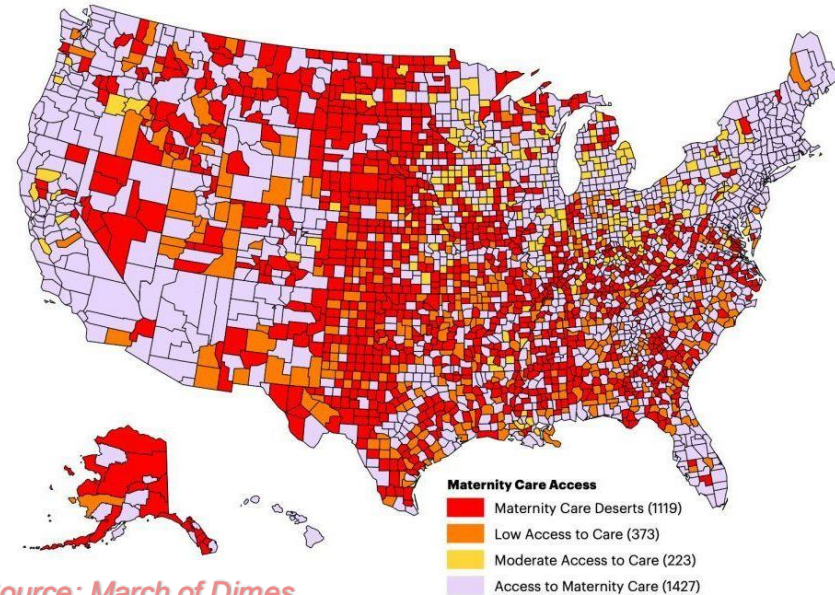 Maternity Care Access
Maternity Care Deserts (1119)
Low Access to Care (373)
Moderate Access to Care (223)
Access to Maternity Care (1427)
March of Dimes